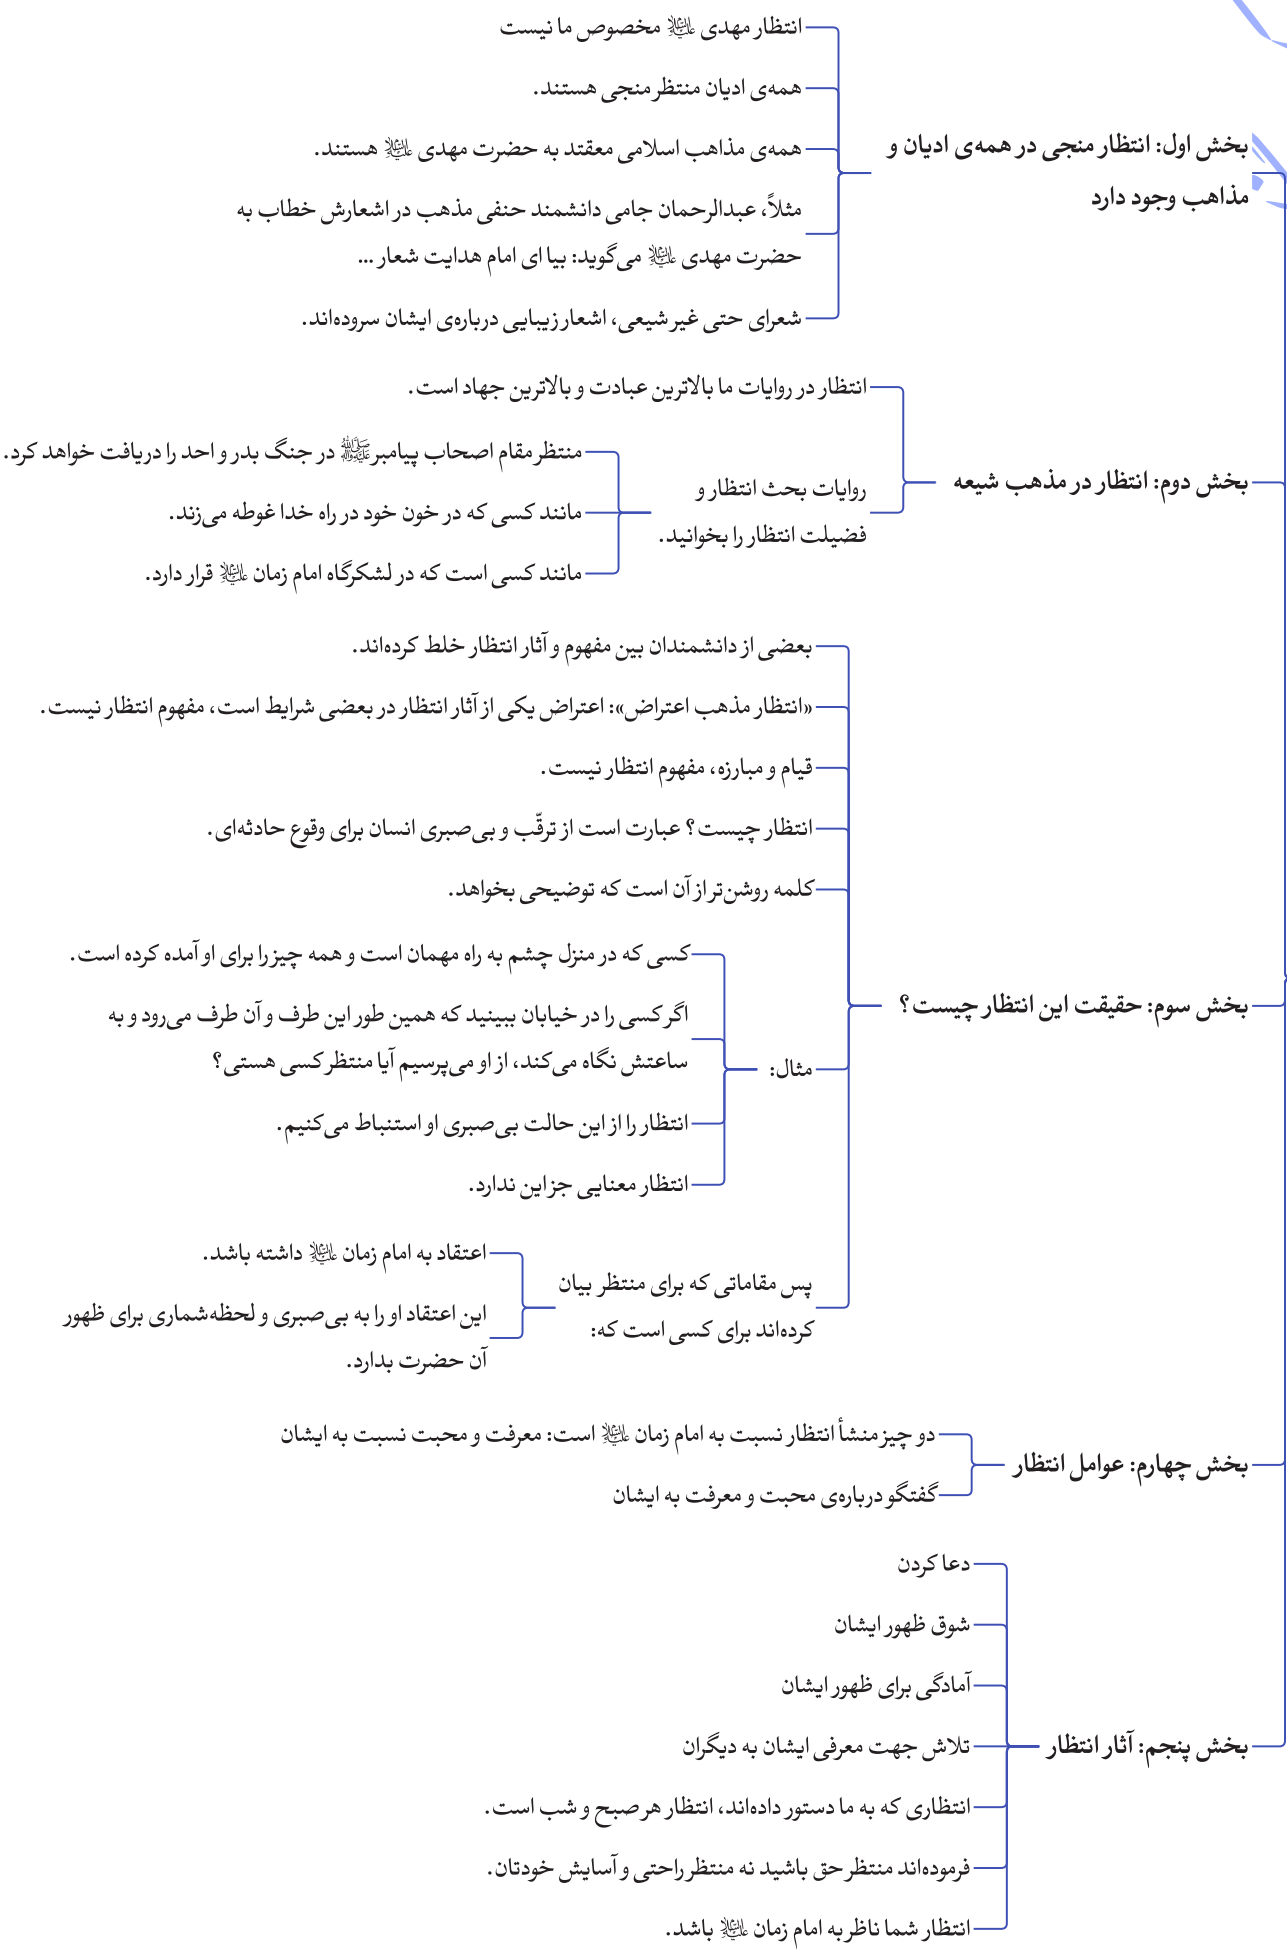 بخش اول: انتظار منجی در همه‌ی ادیان و
مذاهب وجود دارد
انتظار مهدی علیه‌السلام مخصوص ما نیست
همه‌ی ادیان منتظر منجی هستند.
همه‌ی مذاهب اسلامی معقتد به حضرت مهدی علیه‌السلام هستند.
مثلاً، عبدالرحمان جامی دانشمند حنفی مذهب در اشعارش خطاب به
حضرت مهدی علیه‌السلام می‌گوید: بیا ای امام هدایت شعار ...
شعرای حتی غیر شیعی، اشعار زیبایی درباره‌ی ایشان سروده‌اند.
بخش دوم: انتظار در مذهب شیعه
انتظار در روایات ما بالاترین عبادت و بالاترین جهاد است.
روایات بحث انتظار و
فضیلت انتظار را بخوانید.
منتظر مقام اصحاب پیامبر ﷺ در جنگ بدر و احد را دریافت خواهد کرد.
مانند کسی که در خون خود در راه خدا غوطه می‌زند.
مانند کسی است که در لشکرگاه امام زمان علیه‌السلام قرار دارد.
بخش سوم: حقیقت این انتظار چیست؟
بعضی از دانشمندان بین مفهوم و آثار انتظار خلط کرده‌اند.
«انتظار مذهب اعتراض»: اعتراض یکی از آثار انتظار در بعضی شرایط است، مفهوم انتظار نیست.
قیام و مبارزه، مفهوم انتظار نیست.
انتظار چیست؟ عبارت است از ترقّب و بی‌صبری انسان برای وقوع حادثه‌ای.
کلمه روشن‌تر از آن است که توضیحی بخواهد.
مثال:
کسی که در منزل چشم به راه مهمان است و همه چیز را برای او آمده کرده است.
اگر کسی را در خیابان ببینید که همین طور این طرف و آن طرف می‌رود و به
ساعتش نگاه می‌کند، از او می‌پرسیم آیا منتظر کسی هستی؟
انتظار را از این حالت بی‌صبری او استنباط می‌کنیم.
انتظار معنایی جز این ندارد.
پس مقاماتی که برای منتظر بیان
کرده‌اند برای کسی است که:
اعتقاد به امام زمان علیه‌السلام داشته باشد.
این اعتقاد او را به بی‌صبری و لحظه‌شماری برای ظهور
آن حضرت بدارد.
بخش چهارم: عوامل انتظار
دو چیز منشأ انتظار نسبت به امام زمان علیه‌السلام است: معرفت و محبت نسبت به ایشان
گفتگو درباره‌ی محبت و معرفت به ایشان
بخش پنجم: آثار انتظار
دعا کردن
شوق ظهور ایشان
آمادگی برای ظهور ایشان
تلاش جهت معرفی ایشان به دیگران
انتظاری که به ما دستور داده‌اند، انتظار هر صبح و شب است.
فرموده‌اند منتظر حق باشید نه منتظر راحتی و آسایش خودتان.
انتظار شما ناظر به امام زمان علیه‌السلام باشد.